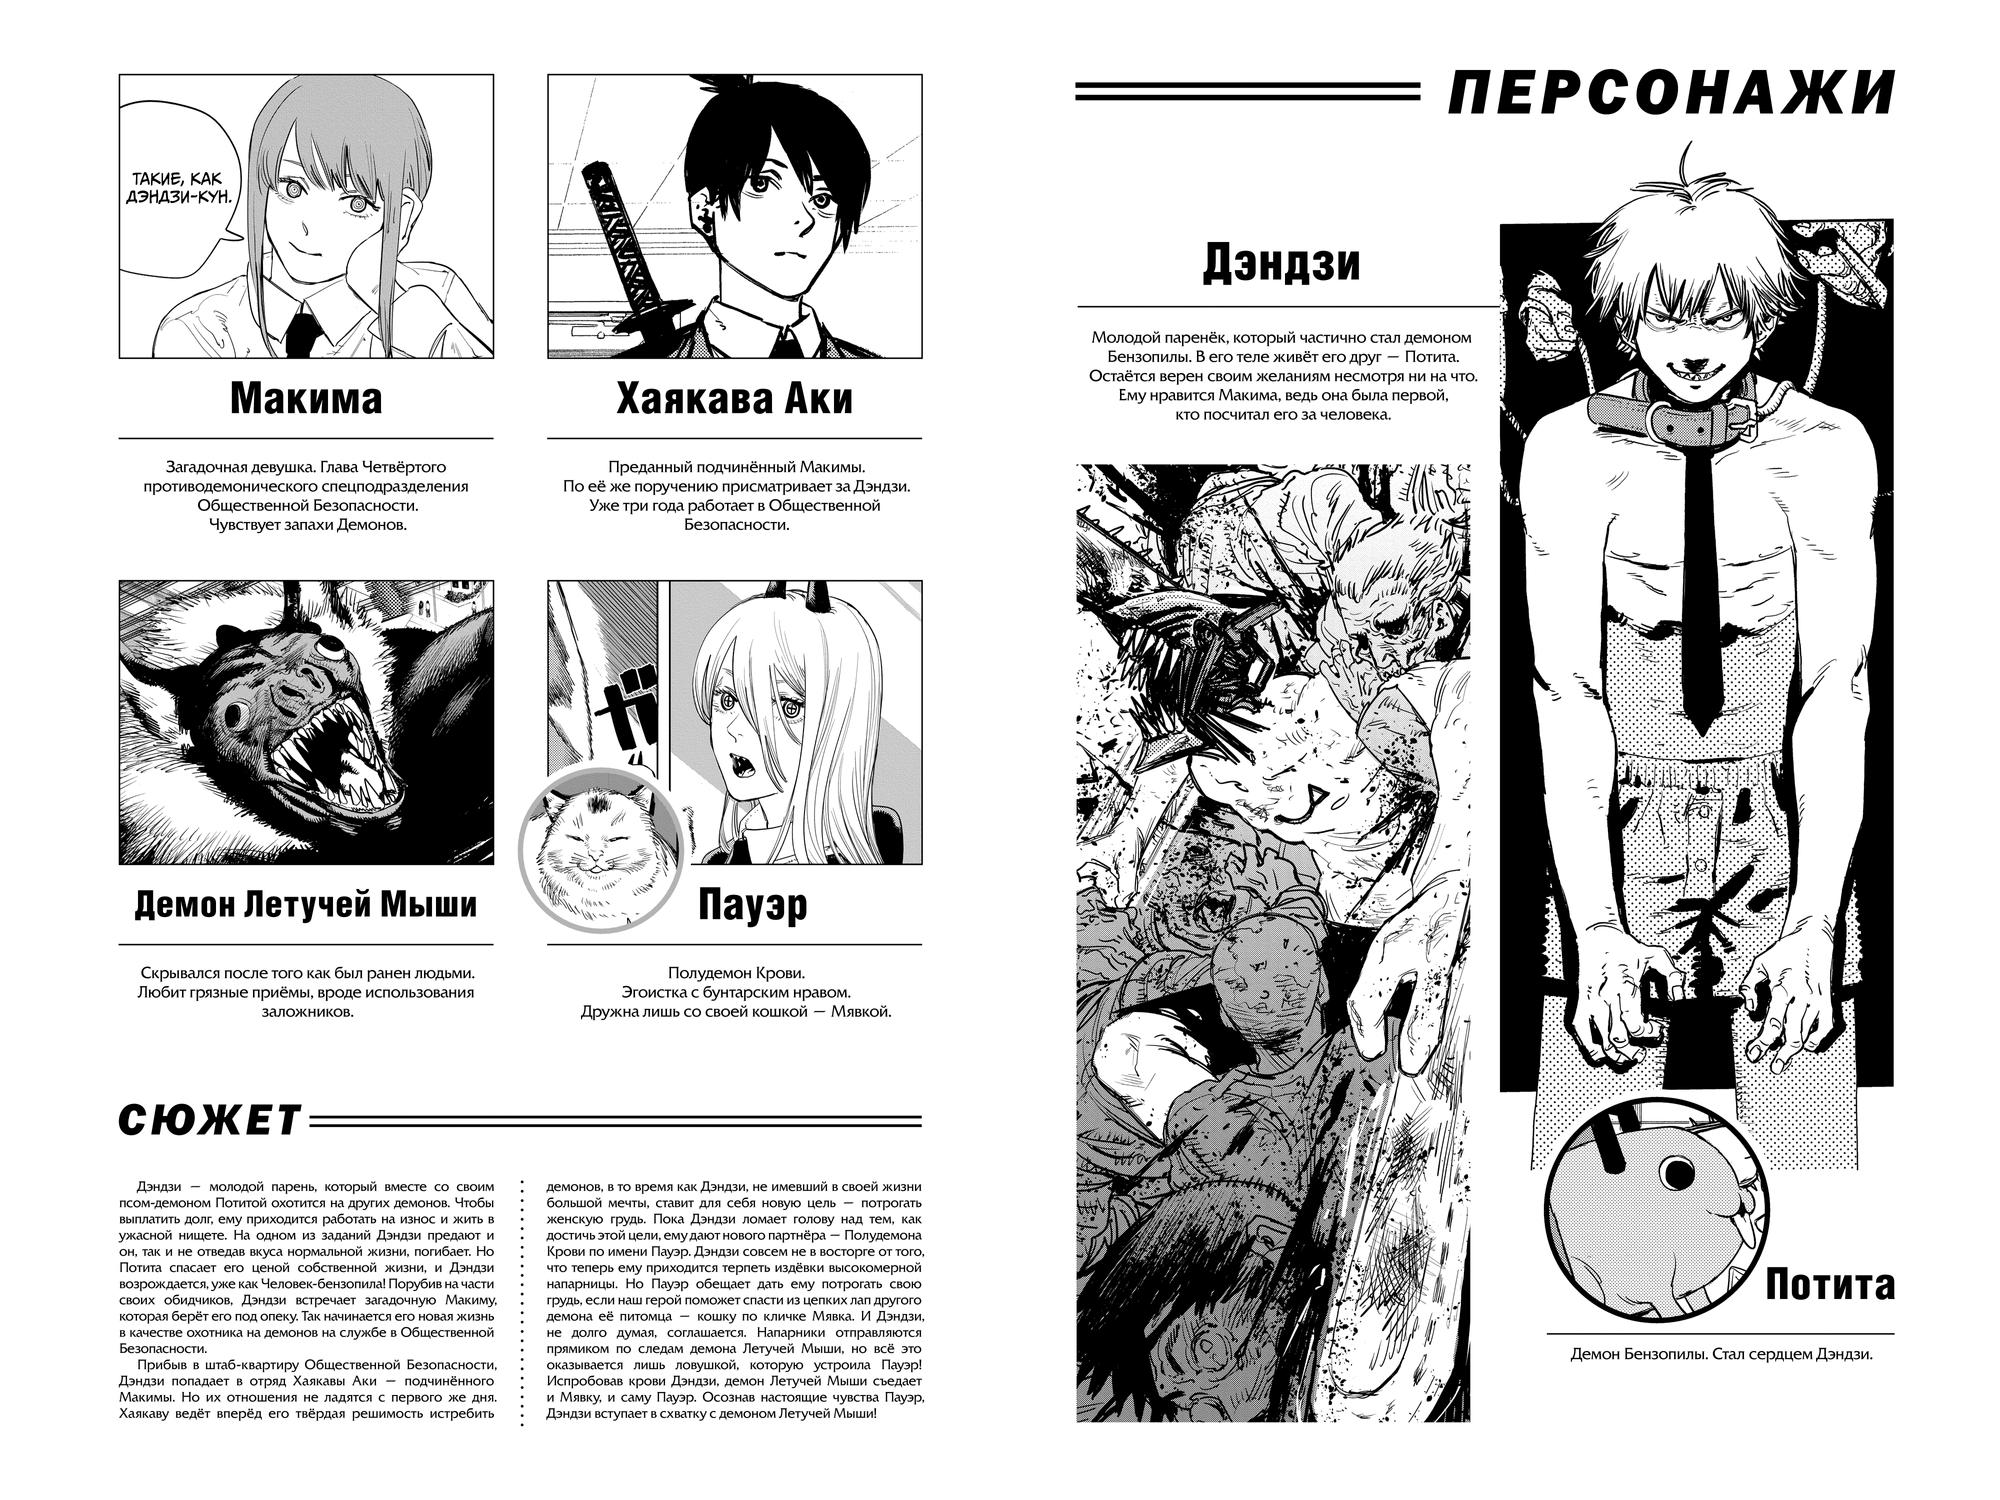 ПЕРСОНАЖИ
Дэндзи
Молодой паренёк, который частично стал демоном
Бензопилы. В его теле живёт его друг — Потита.
Остаётся верен своим желаниям несмотря ни на что.
Ему нравится Макима, ведь она была первой,
кто посчитал его за человека.
Потита
Демон Бензопилы. Стал сердцем Дэндзи.
ТАКИЕ, КАК
ДЭНДЗИ-КУН.
Макима
Загадочная девушка. Глава Четвёртого
противодемонического спецподразделения
Общественной Безопасности.
Чувствует запахи Демонов.
Хаякава Аки
Преданный подчинённый Макимы.
По её же поручению присматривает за Дэндзи.
Уже три года работает в Общественной
Безопасности.
Демон Летучей Мыши
Скрывался после того как был ранен людьми.
Любит грязные приёмы, вроде использования
заложников.
ガ
Пауэр
Полудемон Крови.
Эгоистка с бунтарским нравом.
Дружна лишь со своей кошкой — Мявкой.
СЮЖЕТ
Дэндзи — молодой парень, который вместе со своим
псом-демоном Потитой охотится на других демонов. Чтобы
выплатить долг, ему приходится работать на износ и жить в
ужасной нищете. На одном из заданий Дэндзи предают и
он, так и не отведав вкуса нормальной жизни, погибает. Но
Потита спасает его ценой собственной жизни, и Дэндзи
возрождается, уже как Человек-бензопила! Порубив на части
своих обидчиков, Дэндзи встречает загадочную Макиму,
которая берёт его под опеку. Так начинается его новая жизнь
в качестве охотника на демонов на службе в Общественной
Безопасности.
Прибыв в штаб-квартиру Общественной Безопасности,
Дэндзи попадает в отряд Хаякавы Аки — подчинённого
Макимы. Но их отношения не ладятся с первого же дня.
Хаякаву ведёт вперёд его твёрдая решимость истребить
демонов, в то время как Дэндзи, не имевший в своей жизни
большой мечты, ставит для себя новую цель — потрогать
женскую грудь. Пока Дэндзи ломает голову над тем, как
достичь этой цели, ему дают нового партнёра — Полудемона
Крови по имени Пауэр. Дэндзи совсем не в восторге от того,
что теперь ему приходится терпеть издёвки высокомерной
напарницы. Но Пауэр обещает дать ему потрогать свою
грудь, если наш герой поможет спасти из цепких лап другого
демона её питомца — кошку по кличке Мявка. И Дэндзи,
не долго думая, соглашается. Напарники отправляются
прямиком по следам демона Летучей Мыши, но всё это
оказывается лишь ловушкой, которую устроила Пауэр!
Испробовав крови Дэндзи, демон Летучей Мыши съедает
и Мявку, и саму Пауэр. Осознав настоящие чувства Пауэр,
Дэндзи вступает в схватку с демоном Летучей Мыши!